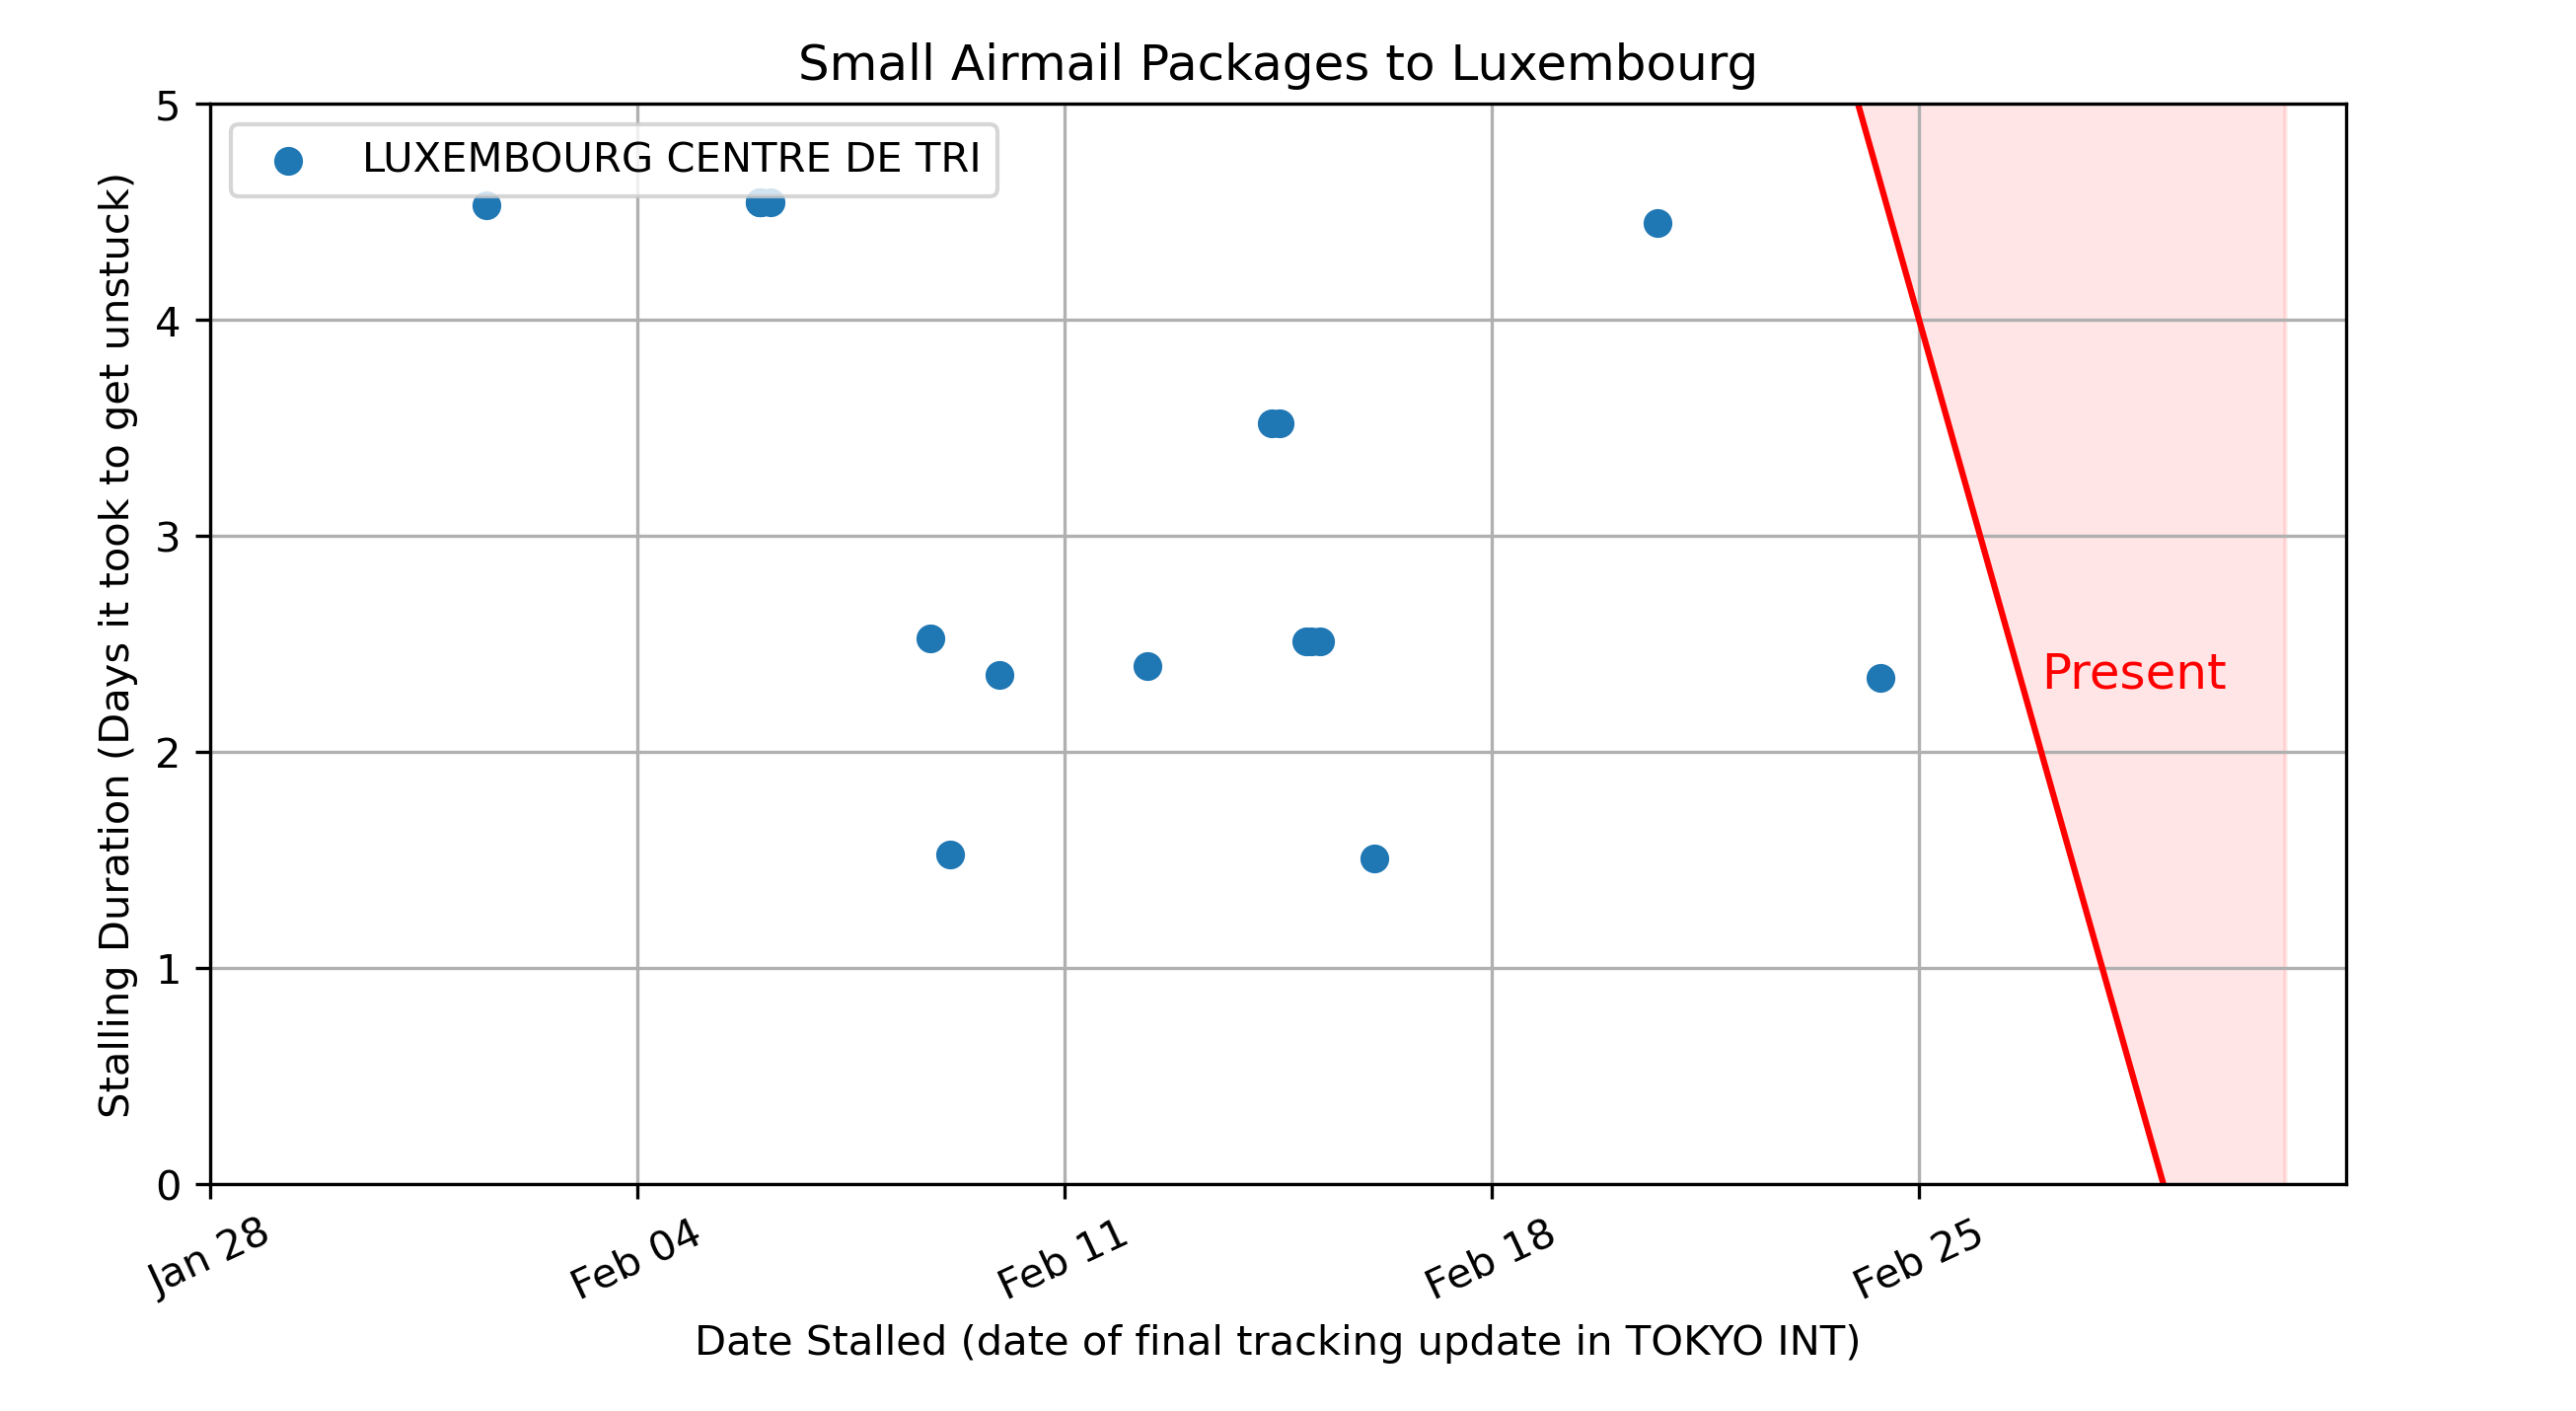 Small Airmail Packages to Luxembourg
LUXEMBOURG CENTRE DE TRI
Stalling Duration (Days it took to get unstuck)
5
4
3
2
1
0
Present
Jan 28
Feb 04
Feb 11
Feb 18
Feb 25
Date Stalled (date of final tracking update in TOKYO INT)